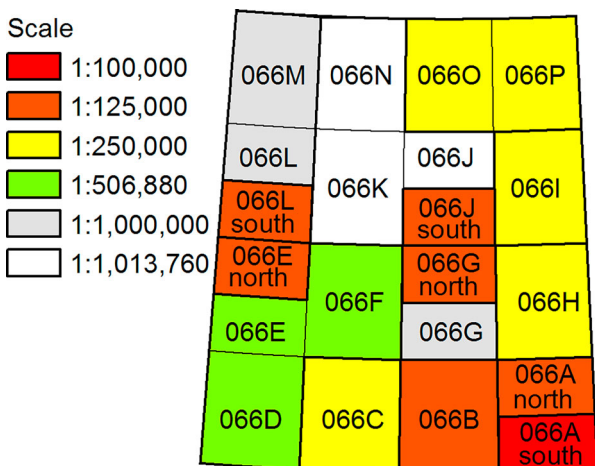 Scale
1:100,000
1:125,000
1:250,000
1:506,880
1:1,000,000
1:1,013,760
066M
066N
066O
066P
066L
066K
066J
066I
066L
south
066J
south
066E
north
066F
066G
north
066H
066E
066G
066D
066C
066B
066A
north
066A
south